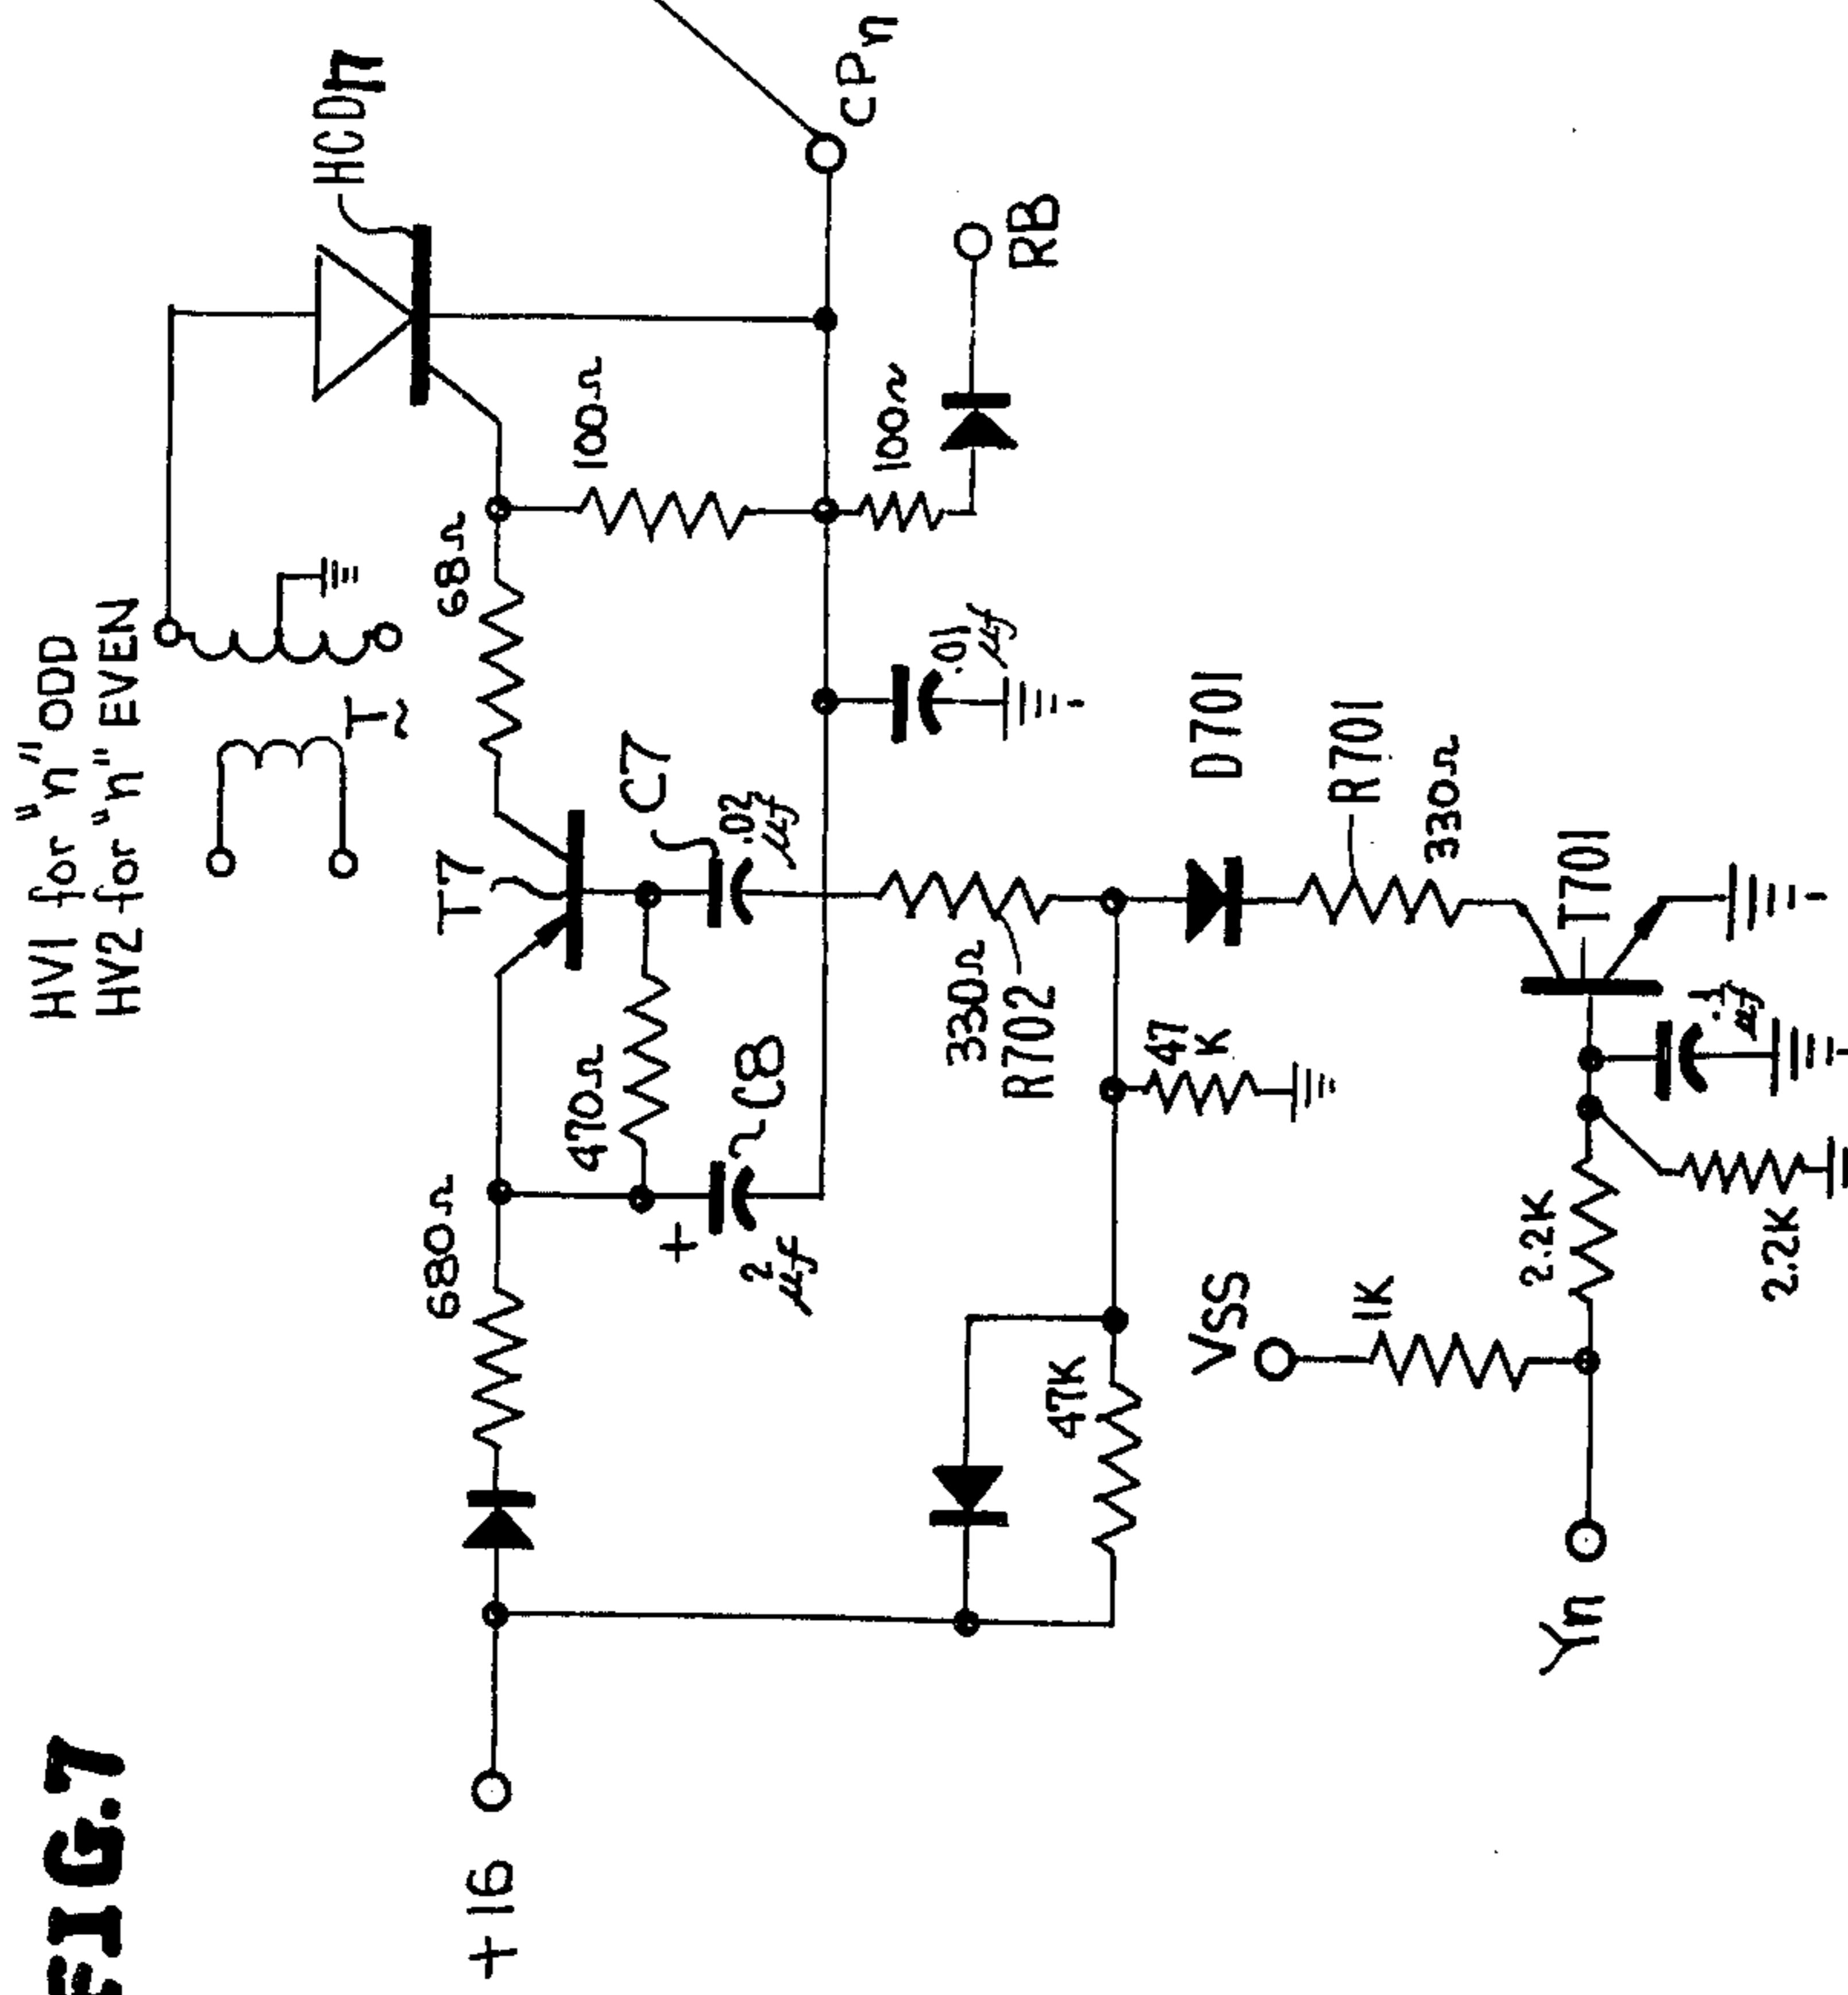 FIG.7
HV1 for "n" ODD
HV2 for "n" EVEN
T~
HCDn
+16
680Ω
T7
68Ω
100Ω
470Ω
C7
.02
μf
+
C8
2
μf
.01
μf
100Ω
RB
CPn
330Ω
R702
47K
47
K
D701
R701
330Ω
VSS
1K
Yn
2.2K
2.2K
.1
μf
T701